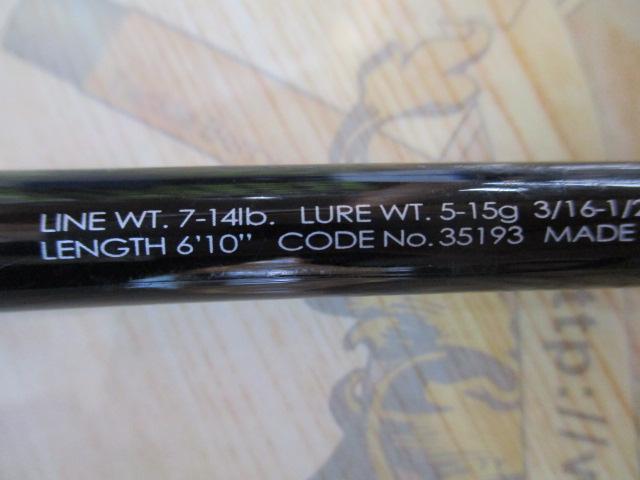 LINE WT. 7-14lb. LURE WT. 5-15g 3/16-1/2
LENGTH 6'10" CODE No. 35193 MADE
ttp://w